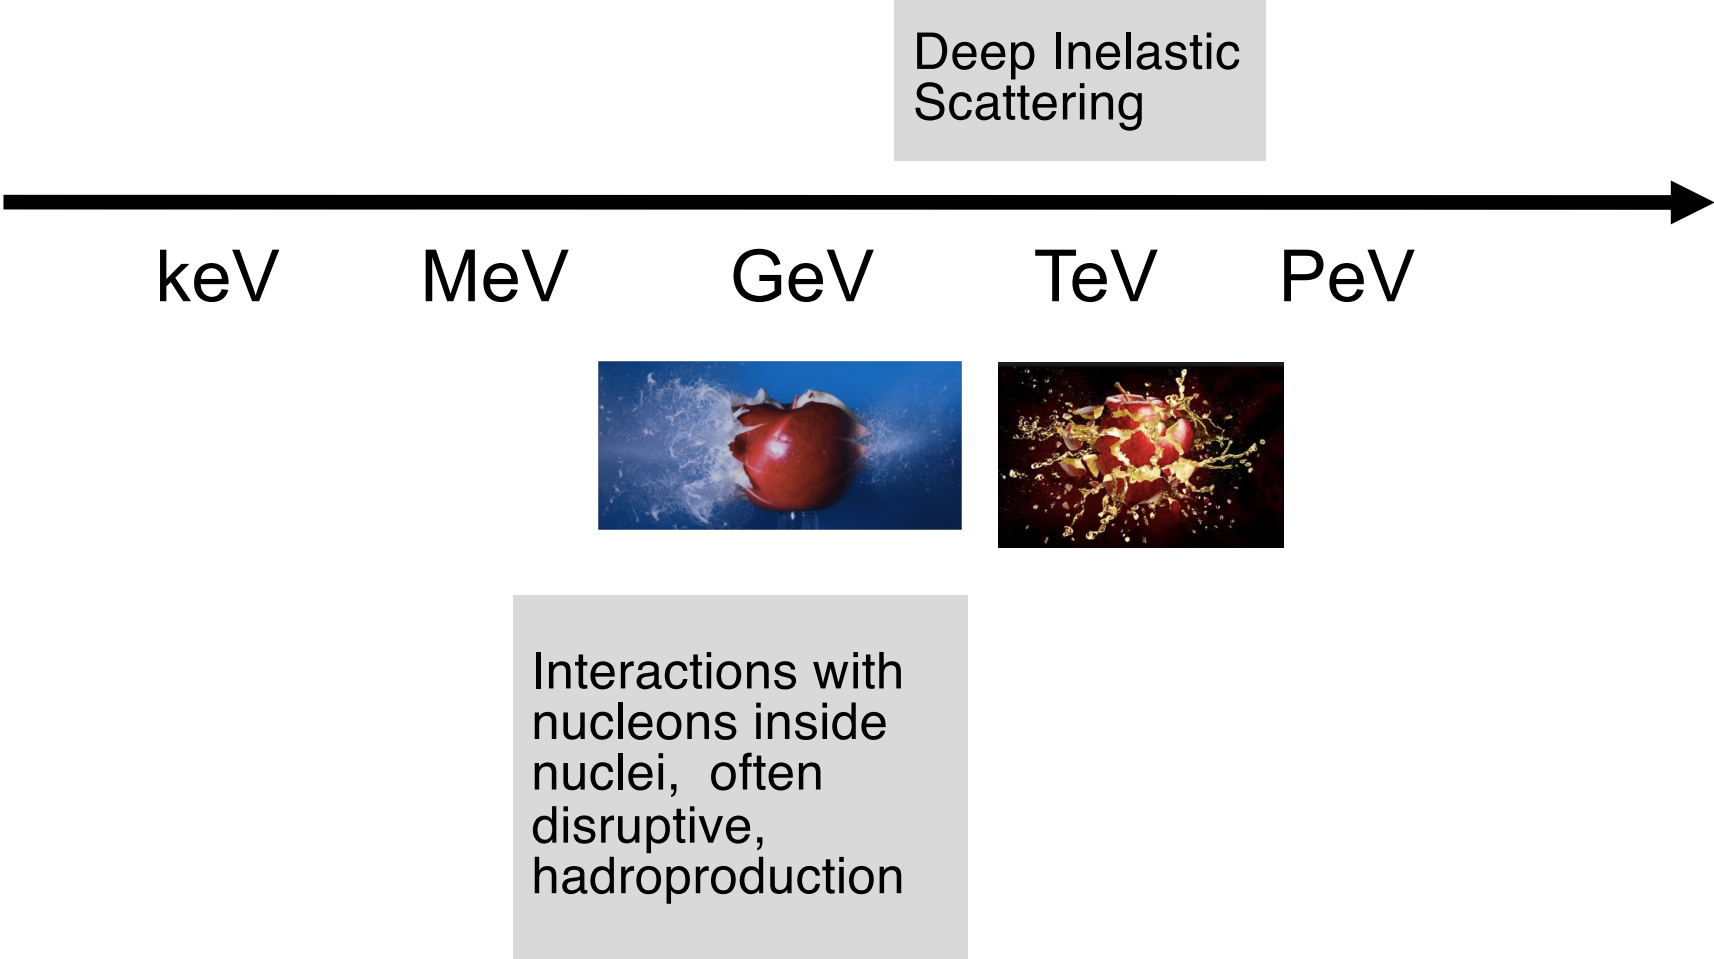 Deep Inelastic
Scattering
keV MeV GeV TeV PeV
Interactions with
nucleons inside
nuclei,  often
disruptive,
hadroproduction